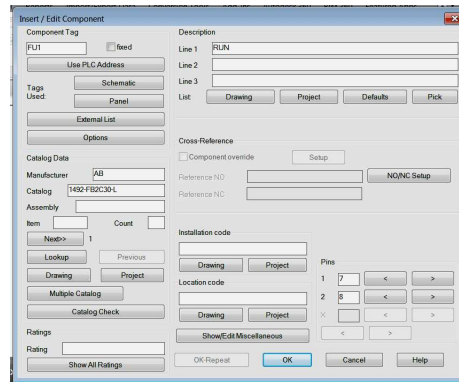 Insert / Edit Component
Component Tag
FU1
fixed
Use PLC Address
Tags Used:
Schematic
Panel
External List
Options
Description
Line 1 RUN
Line 2
Line 3
List: Drawing Project Defaults Pick
Cross-Reference
Component override Setup
Reference NO
NO/NC Setup
Reference NC
Catalog Data
Manufacturer AB
Catalog 1492-FB2C30-L
Assembly
Item Count
Next>> 1
Lookup Previous
Drawing Project
Multiple Catalog
Catalog Check
Ratings
Rating
Show All Ratings
Installation code
Drawing Project
Location code
Drawing Project
Show/Edit Miscellaneous
Pins
1 7 < >
2 8 < >
X < >
< >
OK-Repeat OK Cancel Help